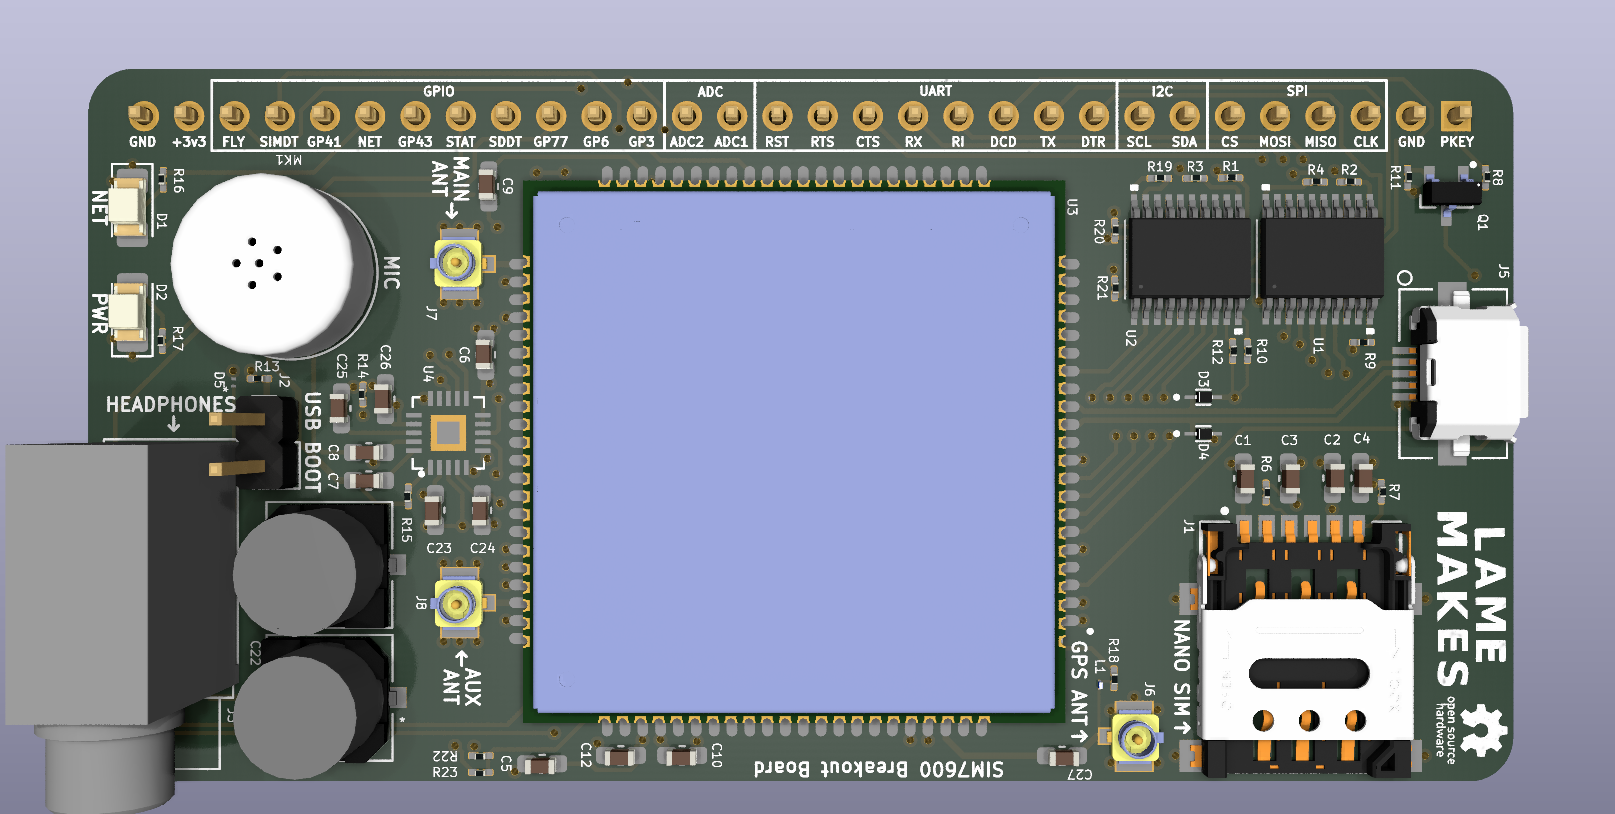 GPIO ADC UART I2C SPI
GND +3v3 FLY SIMDT GP41 NET GP43 STAT SDDT GP77 GP6 GP3 ADC2 ADC1 RST RTS CTS RX RI DCD TX DTR SCL SDA CS MOSI MISO CLK GND PKEY
MK1
MAIN
ANT
C9
R16
NET
D1
U3
R19 R3 R1
R4 R2
R11
R8
Q1
R20
R21
MIC
J7
J5
D2
PWR
R17
U2
R12
R10
U1
R9
C6
C25
R14
C26
U4
R13
J2
D5*
HEADPHONES
USB BOOT
D3
D4
C8
C7
R15
C23 C24
C1 C3 C2 C4
R6
R7
J1
LAME
MAKES
J8
C22
AUX
ANT
GPS ANT
L1
R18
J6
NANO SIM
open source
hardware
*
R22
R23
C5
C12
C10
SIM7600 Breakout Board
C27